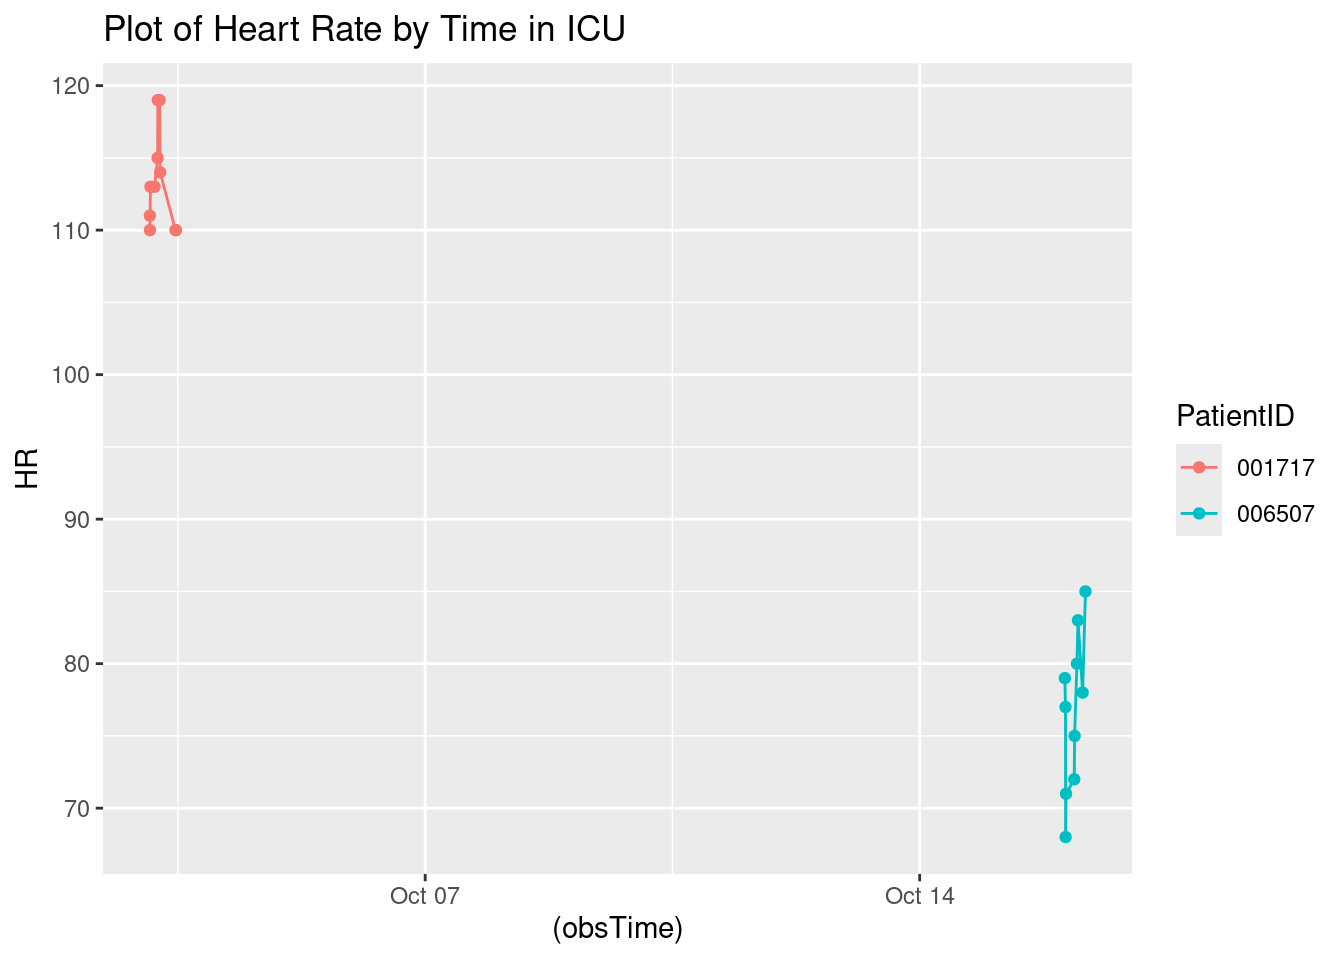 Plot of Heart Rate by Time in ICU
120
110
100
90
80
70
HR
Oct 07
Oct 14
(obsTime)
PatientID
001717
006507